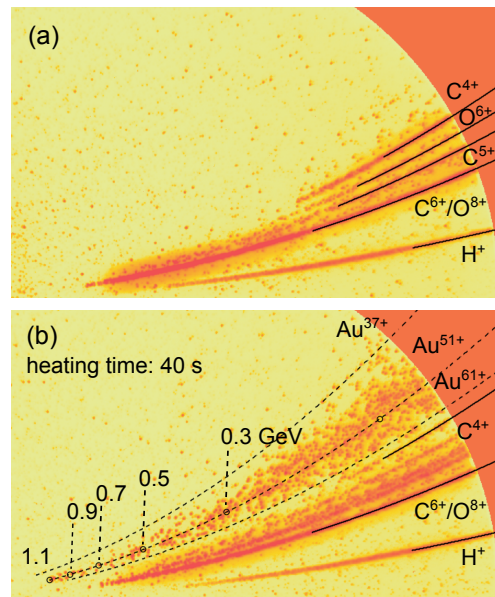 (a)
C⁴⁺
O⁶⁺
C⁵⁺
C⁶⁺/O⁸⁺
H⁺
(b)
heating time: 40 s
Au³⁷⁺
Au⁵¹⁺
Au⁶¹⁺
C⁴⁺
0.3 GeV
0.5
0.7
0.9
1.1
C⁶⁺/O⁸⁺
H⁺